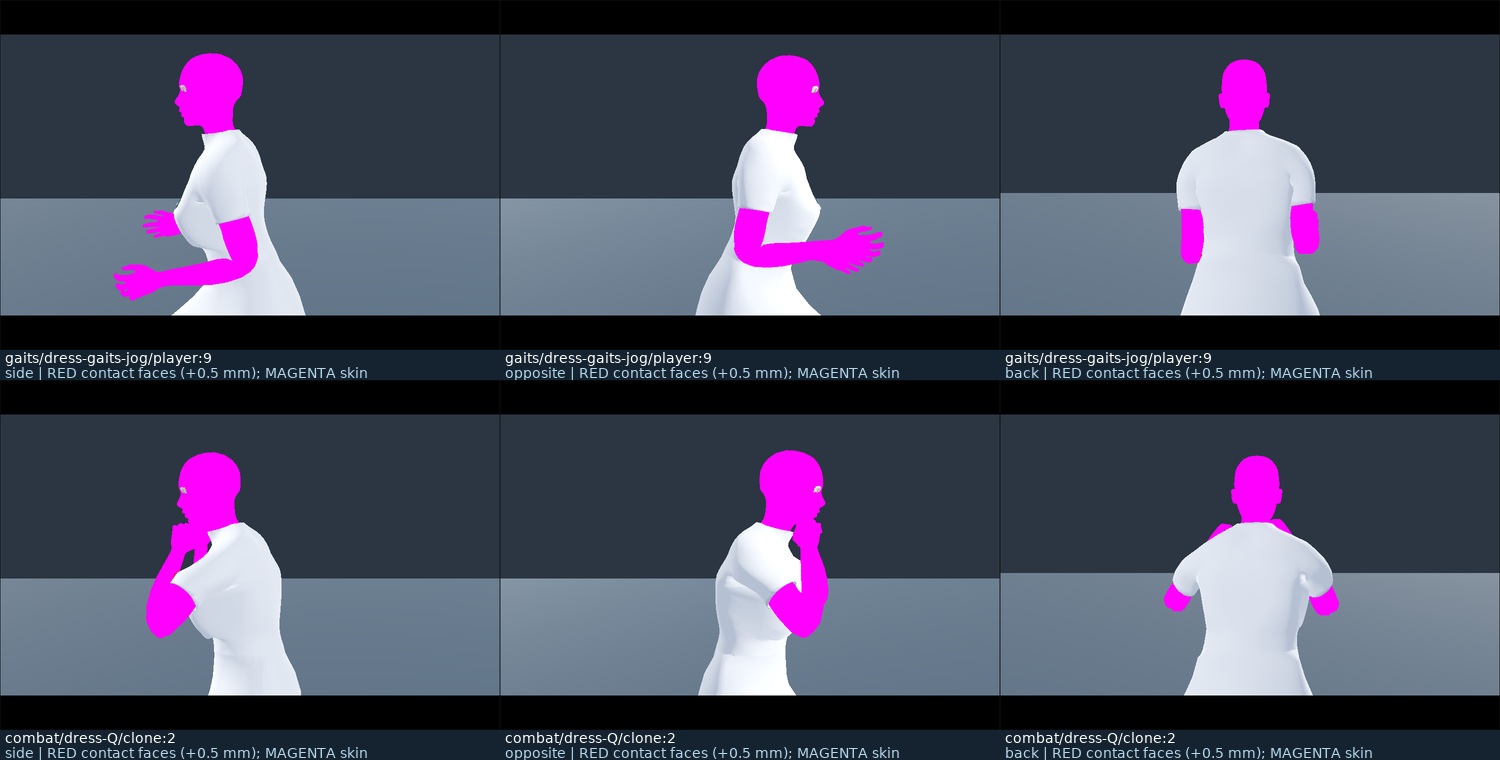 gaits/dress-gaits-jog/player:9
side | RED contact faces (+0.5 mm); MAGENTA skin
gaits/dress-gaits-jog/player:9
opposite | RED contact faces (+0.5 mm); MAGENTA skin
gaits/dress-gaits-jog/player:9
back | RED contact faces (+0.5 mm); MAGENTA skin
combat/dress-Q/clone:2
side | RED contact faces (+0.5 mm); MAGENTA skin
combat/dress-Q/clone:2
opposite | RED contact faces (+0.5 mm); MAGENTA skin
combat/dress-Q/clone:2
back | RED contact faces (+0.5 mm); MAGENTA skin